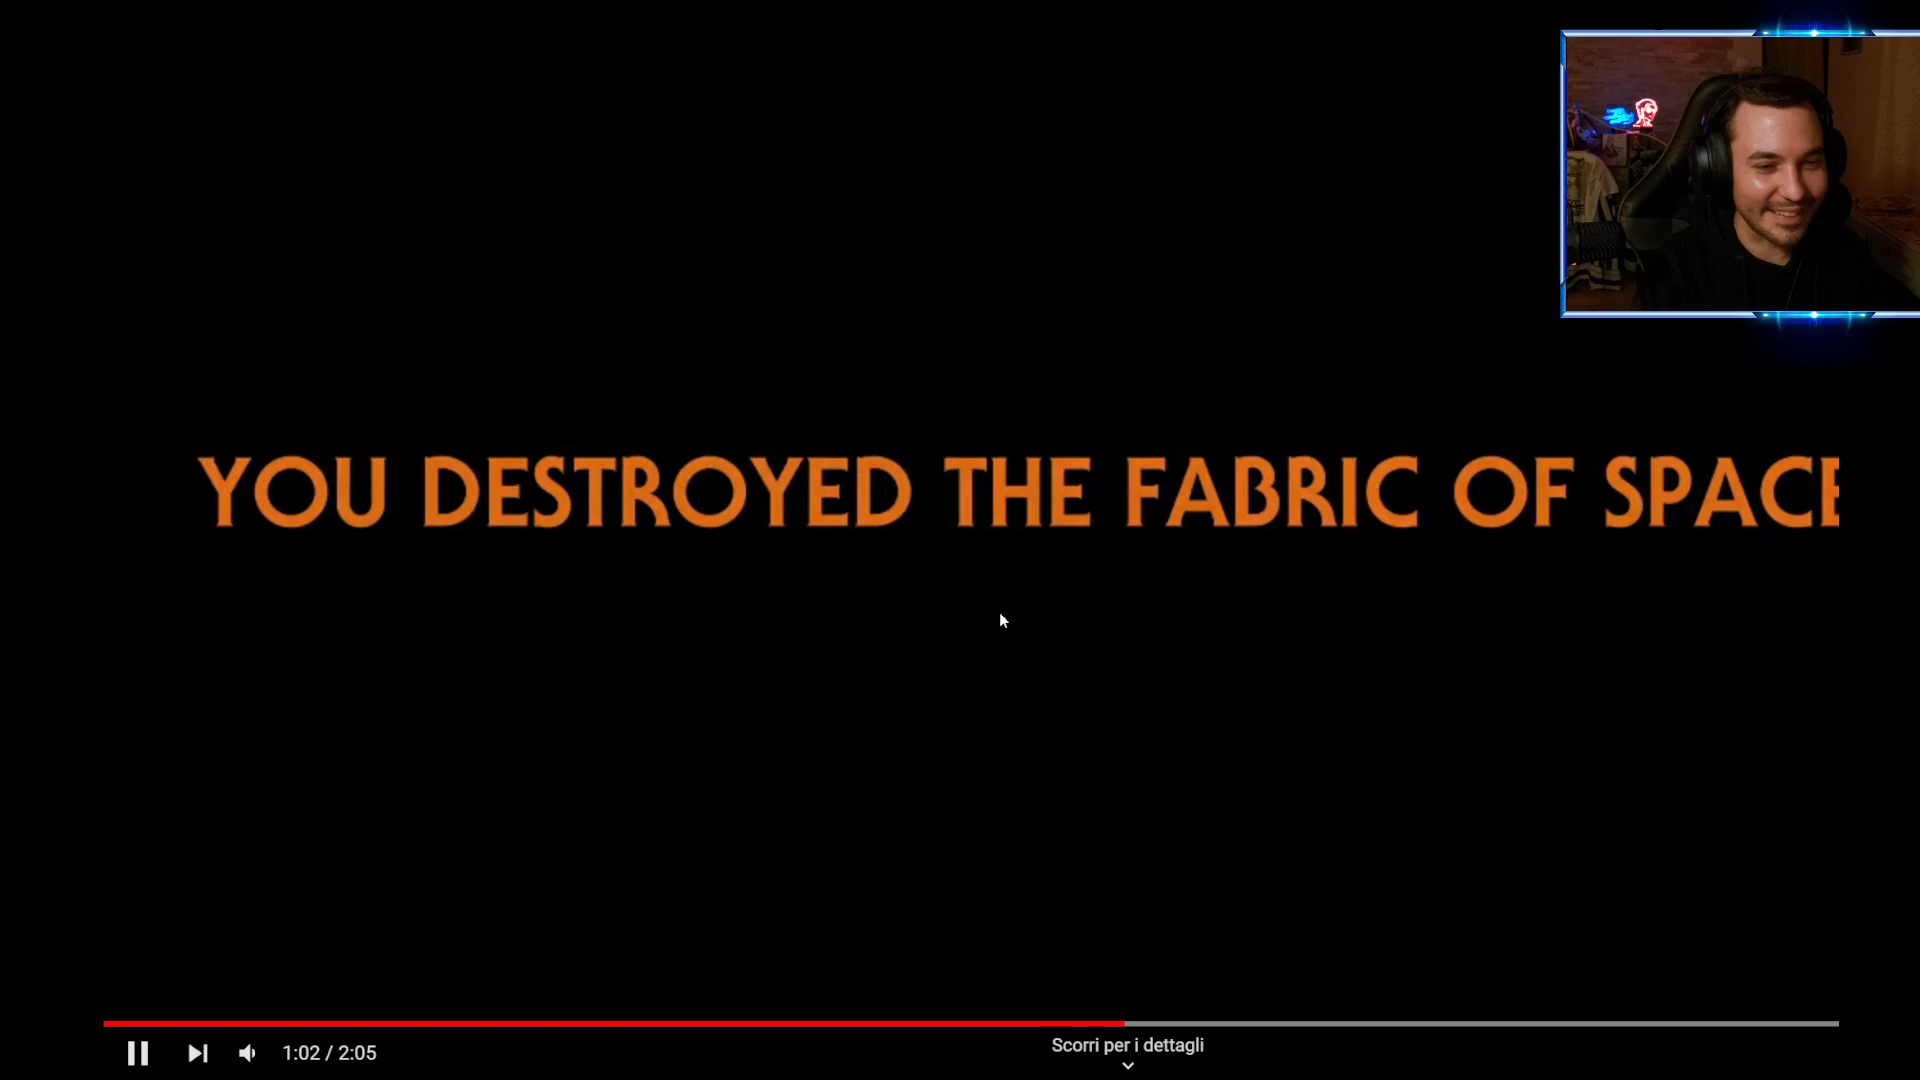 YOU DESTROYED THE FABRIC OF SPACE
1:02 / 2:05
Scorri per i dettagli